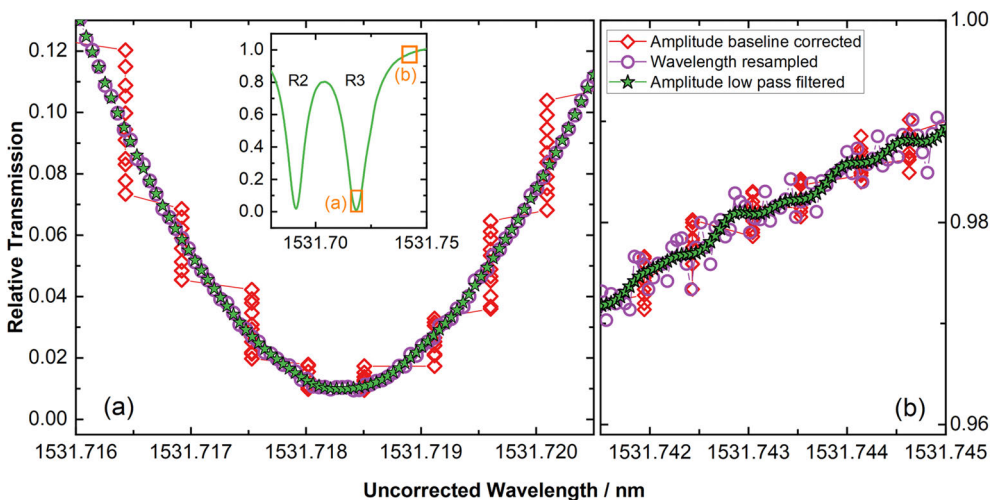 Relative Transmission
0.12
0.10
0.08
0.06
0.04
0.02
0.00
1531.716
1531.717
1531.718
1531.719
1531.720
(a)
1.0
0.8
0.6
0.4
0.2
0.0
R2
R3
(b)
(a)
1531.70
1531.75
Amplitude baseline corrected
Wavelength resampled
Amplitude low pass filtered
1.00
0.98
0.96
(b)
1531.742
1531.743
1531.744
1531.745
Uncorrected Wavelength / nm